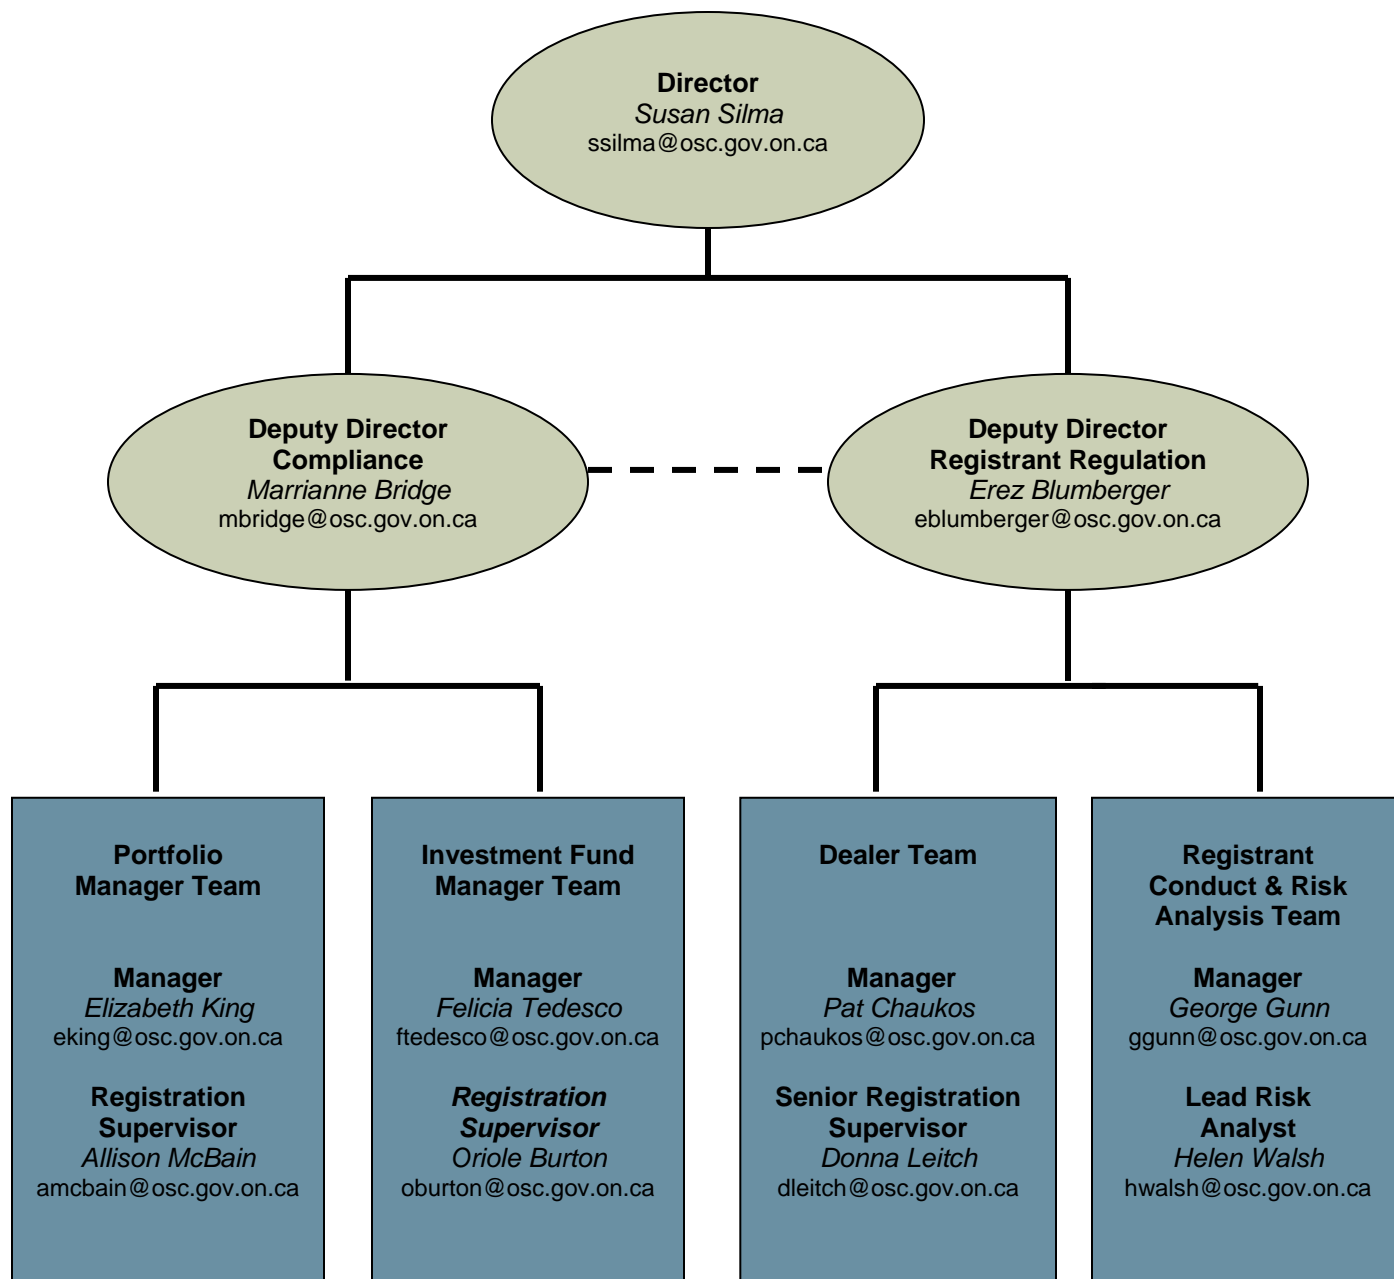 Director
Susan Silma
ssilma@osc.gov.on.ca
Deputy Director
Compliance
Marrianne Bridge
mbridge@osc.gov.on.ca
Deputy Director
Registrant Regulation
Erez Blumberger
eblumberger@osc.gov.on.ca
Portfolio
Manager Team
Manager
Elizabeth King
eking@osc.gov.on.ca
Registration
Supervisor
Allison McBain
amcbain@osc.gov.on.ca
Investment Fund
Manager Team
Manager
Felicia Tedesco
ftedesco@osc.gov.on.ca
Registration
Supervisor
Oriole Burton
oburton@osc.gov.on.ca
Dealer Team
Manager
Pat Chaukos
pchaukos@osc.gov.on.ca
Senior Registration
Supervisor
Donna Leitch
dleitch@osc.gov.on.ca
Registrant
Conduct & Risk
Analysis Team
Manager
George Gunn
ggunn@osc.gov.on.ca
Lead Risk
Analyst
Helen Walsh
hwalsh@osc.gov.on.ca